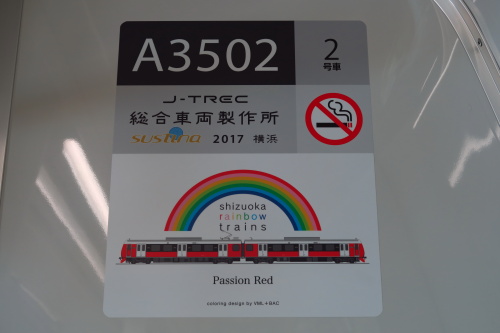 A3502
2
号車
J-TREC
総合車両製作所
sustina 2017 横浜
shizuoka
rainbow
trains
Passion Red
coloring design by VML+BAC